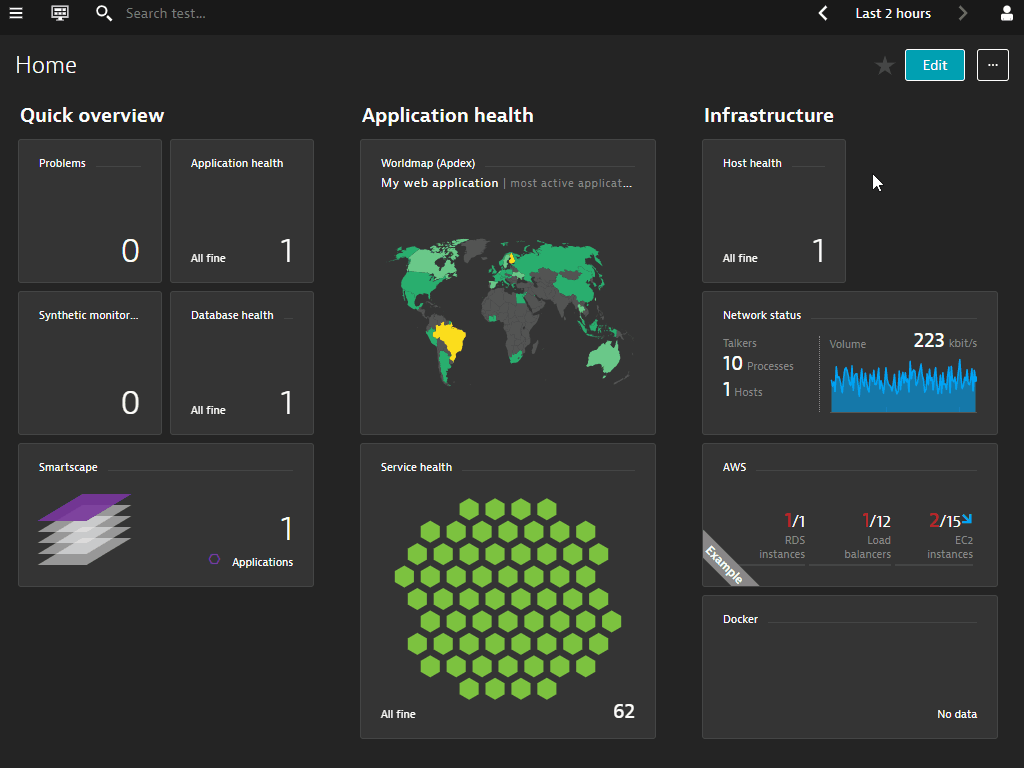 Search test...
Last 2 hours
Home
Edit
...
Quick overview
Application health
Infrastructure
Problems
0
Application health
All fine
1
Synthetic monitor...
0
Database health
All fine
1
Smartscape
1
Applications
Worldmap (Apdex)
My web application | most active applicat...
Service health
All fine
62
Host health
All fine
1
Network status
Talkers
10 Processes
1 Hosts
Volume
223 kbit/s
AWS
1/1
RDS
instances
1/12
Load
balancers
2/15
EC2
instances
Example
Docker
No data